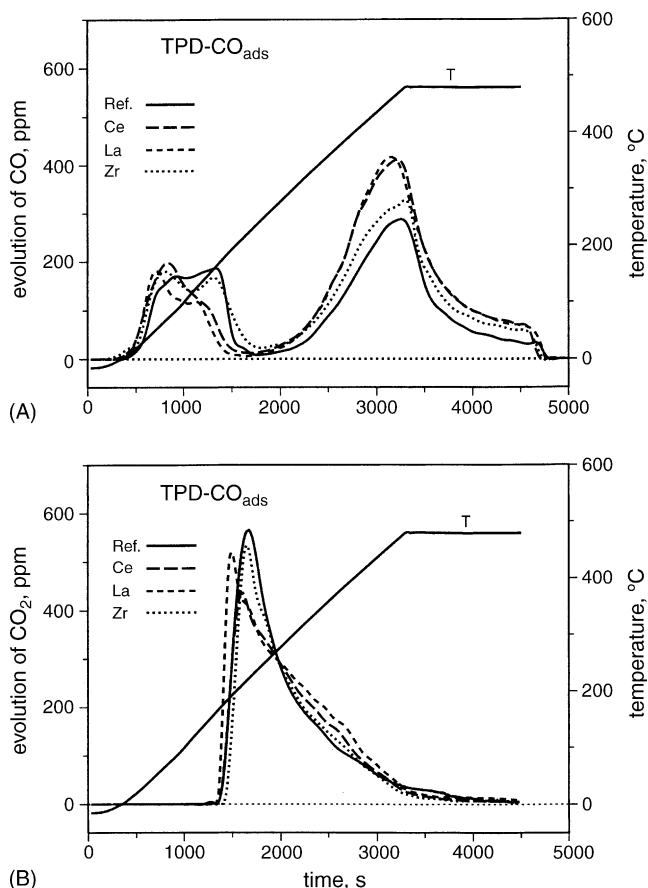 600
600
TPD-COads
T
Ref.
Ce
La
Zr
400
400
200
200
0
0
evolution of CO, ppm
temperature, ºC
0
1000
2000
3000
4000
5000
(A)
600
600
TPD-COads
T
Ref.
Ce
La
Zr
400
400
200
200
0
0
evolution of CO2, ppm
temperature, ºC
0
1000
2000
3000
4000
5000
time, s
(B)